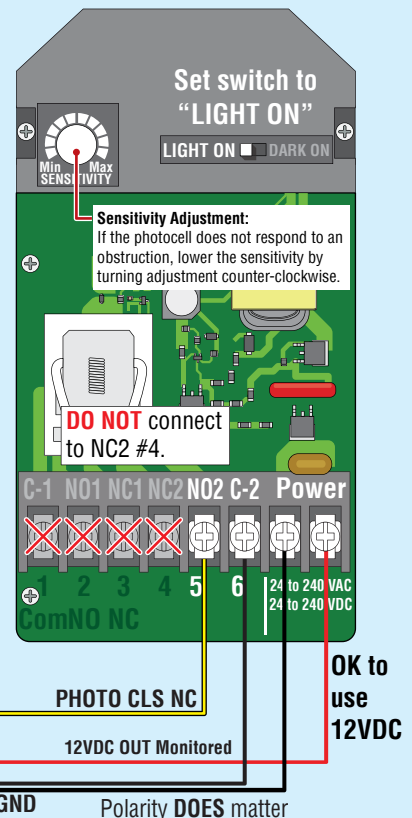 Set switch to
“LIGHT ON”
LIGHT ON DARK ON
Min Max
SENSITIVITY
Sensitivity Adjustment:
If the photocell does not respond to an
obstruction, lower the sensitivity by
turning adjustment counter-clockwise.
DO NOT connect
to NC2 #4.
C-1 NO1 NC1 NC2 NO2 C-2 Power
1 2 3 4 5 6
24 to 240 VAC
24 to 240 VDC
Com NO NC
OK to
use
12VDC
PHOTO CLS NC
12VDC OUT Monitored
GND
Polarity DOES matter